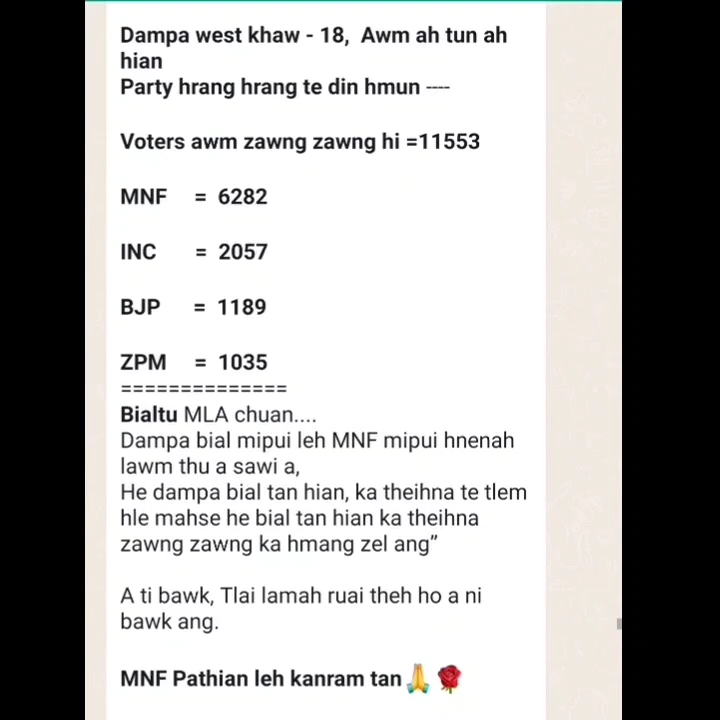 Dampa west khaw - 18, Awm ah tun ah
hian
Party hrang hrang te din hmun ----
Voters awm zawng zawng hi =11553
MNF = 6282
INC = 2057
BJP = 1189
ZPM = 1035
==============
Bialtu MLA chuan....
Dampa bial mipui leh MNF mipui hnenah
lawm thu a sawi a,
He dampa bial tan hian, ka theihna te tlem
hle mahse he bial tan hian ka theihna
zawng zawng ka hmang zel ang”
A ti bawk, Tlai lamah ruai theh ho a ni
bawk ang.
MNF Pathian leh kanram tan🙏🌹